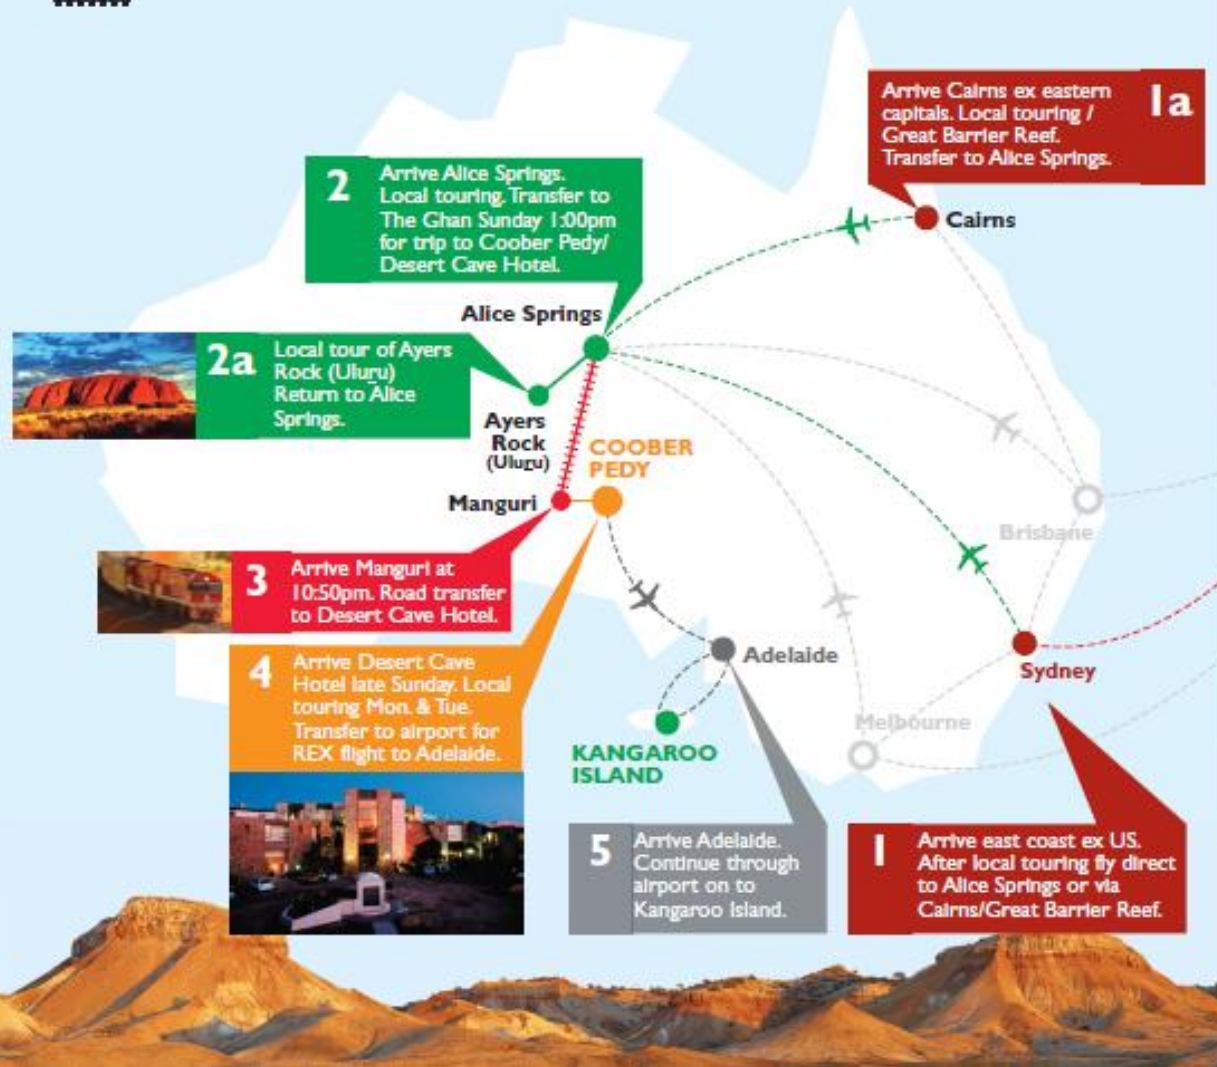 Arrive Cairns ex eastern
capitals. Local touring /
Great Barrier Reef.
Transfer to Alice Springs.
1a
2
Arrive Alice Springs.
Local touring. Transfer to
The Ghan Sunday 1:00pm
for trip to Coober Pedy/
Desert Cave Hotel.
Cairns
Alice Springs
2a
Local tour of Ayers
Rock (Uluṟu)
Return to Alice
Springs.
Ayers
Rock
(Uluṟu)
COOBER
PEDY
Manguri
Brisbane
3
Arrive Manguri at
10:50pm. Road transfer
to Desert Cave Hotel.
4
Arrive Desert Cave
Hotel late Sunday. Local
touring Mon. & Tue.
Transfer to airport for
REX flight to Adelaide.
Adelaide
Sydney
Melbourne
KANGAROO
ISLAND
5
Arrive Adelaide.
Continue through
airport on to
Kangaroo Island.
1
Arrive east coast ex US.
After local touring fly direct
to Alice Springs or via
Cairns/Great Barrier Reef.